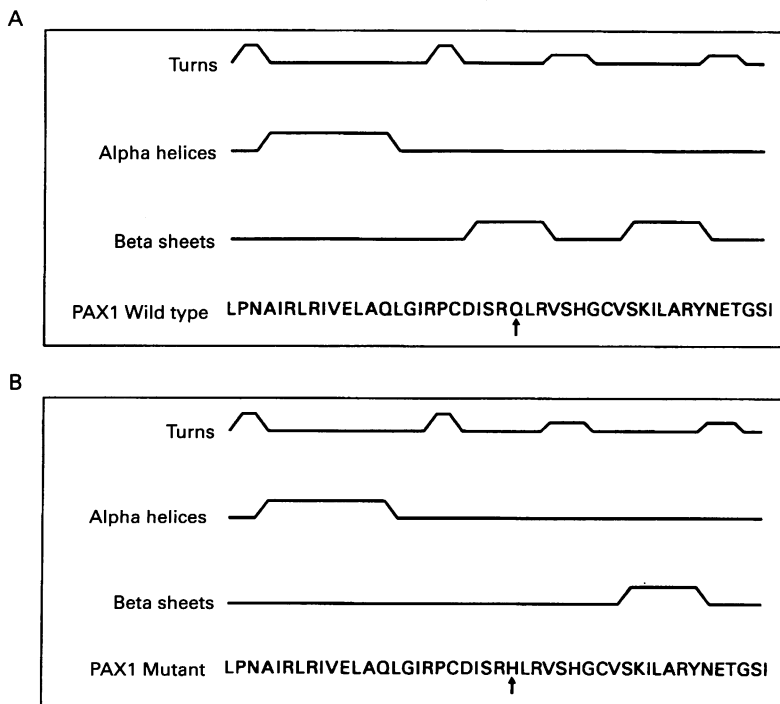 A
Turns
Alpha helices
Beta sheets
PAX1 Wild type LPNAIRLRIVELAQLGIRPCDISRQLRVSHGCVSKILARYNETGSI
B
Turns
Alpha helices
Beta sheets
PAX1 Mutant LPNAIRLRIVELAQLGIRPCDISRHLRVSHGCVSKILARYNETGSI